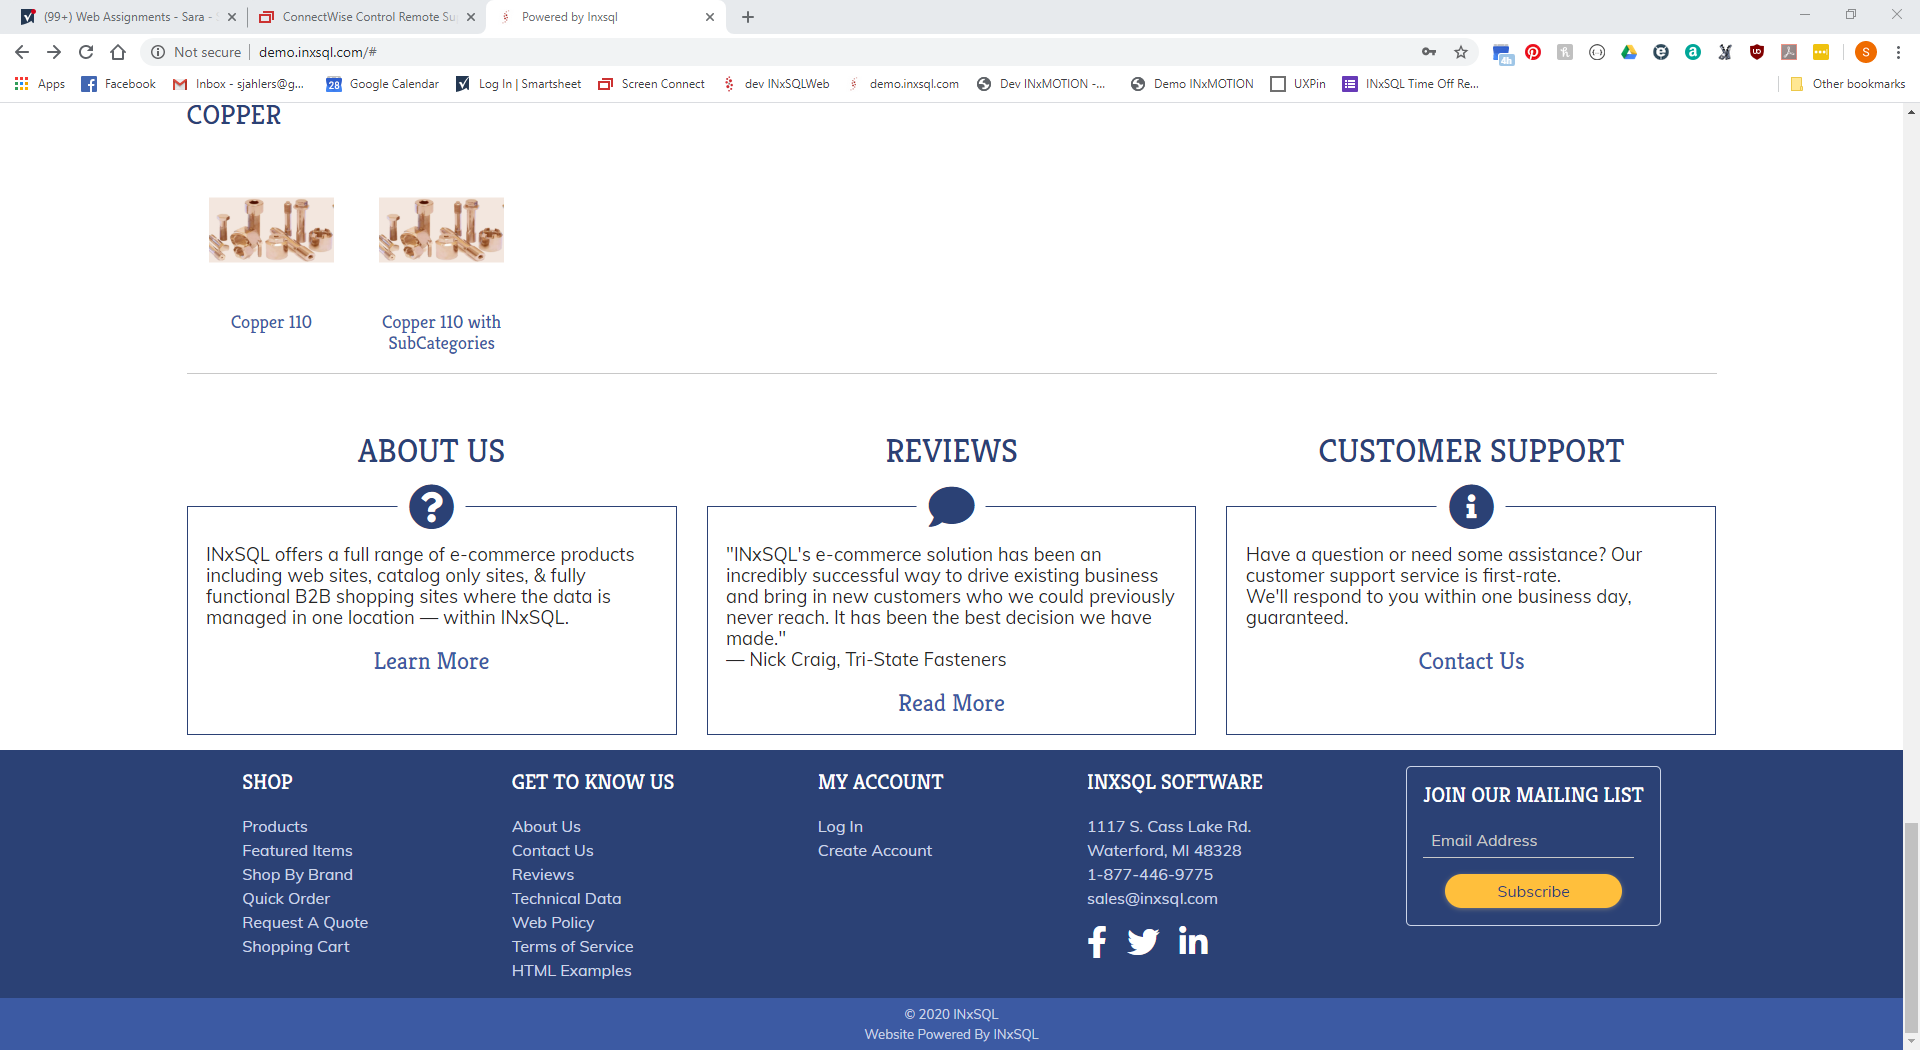 (99+) Web Assignments - Sara -
ConnectWise Control Remote Su
Powered by Inxsql
Not secure
demo.inxsql.com/#
4h
S
Apps
Facebook
Inbox - sjahlers@g...
28
Google Calendar
Log In | Smartsheet
Screen Connect
dev INxSQLWeb
demo.inxsql.com
Dev INxMOTION -...
Demo INxMOTION
UXPin
INxSQL Time Off Re...
Other bookmarks
COPPER
Copper 110
Copper 110 with
SubCategories
ABOUT US
INxSQL offers a full range of e-commerce products
including web sites, catalog only sites, & fully
functional B2B shopping sites where the data is
managed in one location — within INxSQL.
Learn More
REVIEWS
"INxSQL's e-commerce solution has been an
incredibly successful way to drive existing business
and bring in new customers who we could previously
never reach. It has been the best decision we have
made."
— Nick Craig, Tri-State Fasteners
Read More
CUSTOMER SUPPORT
Have a question or need some assistance? Our
customer support service is first-rate.
We'll respond to you within one business day,
guaranteed.
Contact Us
SHOP
Products
Featured Items
Shop By Brand
Quick Order
Request A Quote
Shopping Cart
GET TO KNOW US
About Us
Contact Us
Reviews
Technical Data
Web Policy
Terms of Service
HTML Examples
MY ACCOUNT
Log In
Create Account
INXSQL SOFTWARE
1117 S. Cass Lake Rd.
Waterford, MI 48328
1-877-446-9775
sales@inxsql.com
JOIN OUR MAILING LIST
Email Address
Subscribe
© 2020 INxSQL
Website Powered By INxSQL